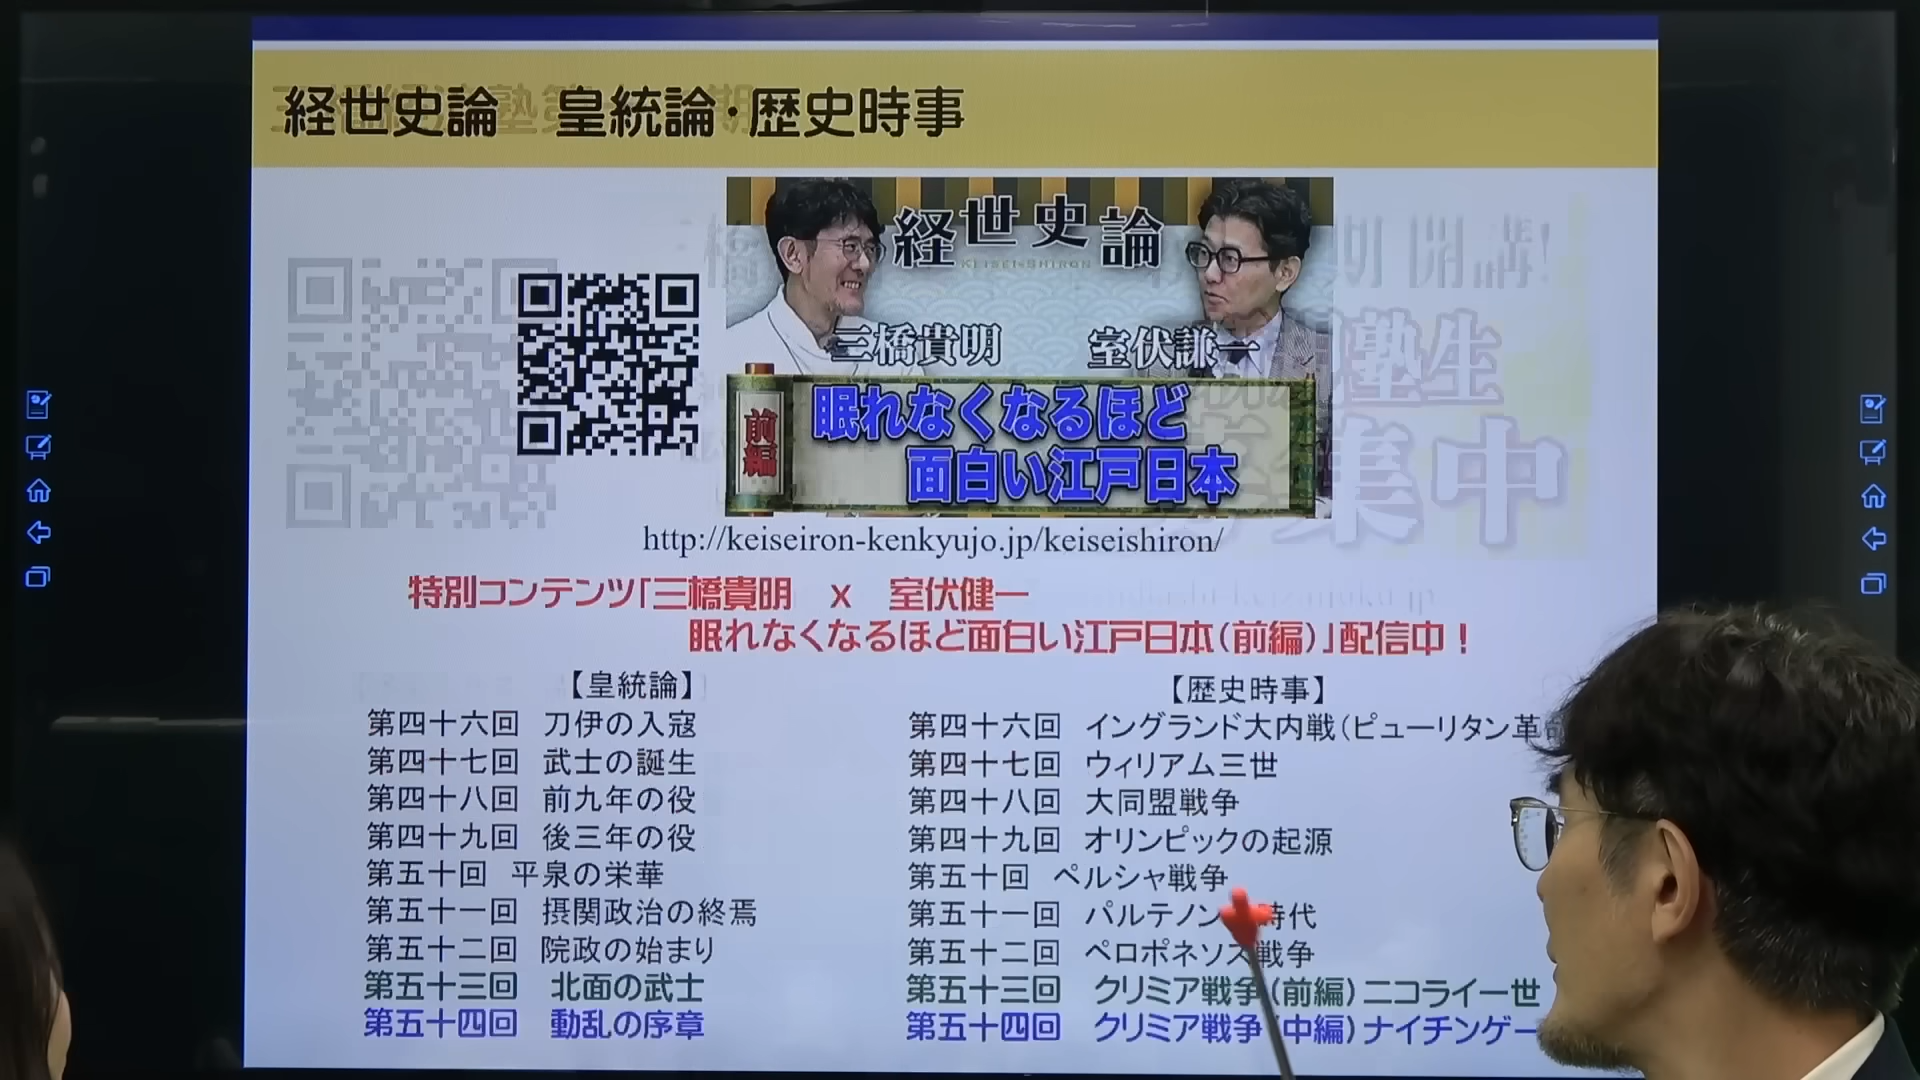 経世史論　皇統論・歴史時事
経世史論
KEISEI-SHIRON
三橋貴明　室伏謙一
前編
眠れなくなるほど
面白い江戸日本
http://keiseiron-kenkyujo.jp/keiseishiron/
特別コンテンツ「三橋貴明　x　室伏健一
眠れなくなるほど面白い江戸日本（前編）」配信中！
【皇統論】
第四十六回　刀伊の入寇
第四十七回　武士の誕生
第四十八回　前九年の役
第四十九回　後三年の役
第五十回　平泉の栄華
第五十一回　摂関政治の終焉
第五十二回　院政の始まり
第五十三回　北面の武士
第五十四回　動乱の序章
【歴史時事】
第四十六回　イングランド大内戦（ピューリタン革
第四十七回　ウィリアム三世
第四十八回　大同盟戦争
第四十九回　オリンピックの起源
第五十回　ペルシャ戦争
第五十一回　パルテノン 時代
第五十二回　ペロポネソス戦争
第五十三回　クリミア戦争（前編）ニコライ一世
第五十四回　クリミア戦争（中編）ナイチンゲー
期開講！
塾生
募集中